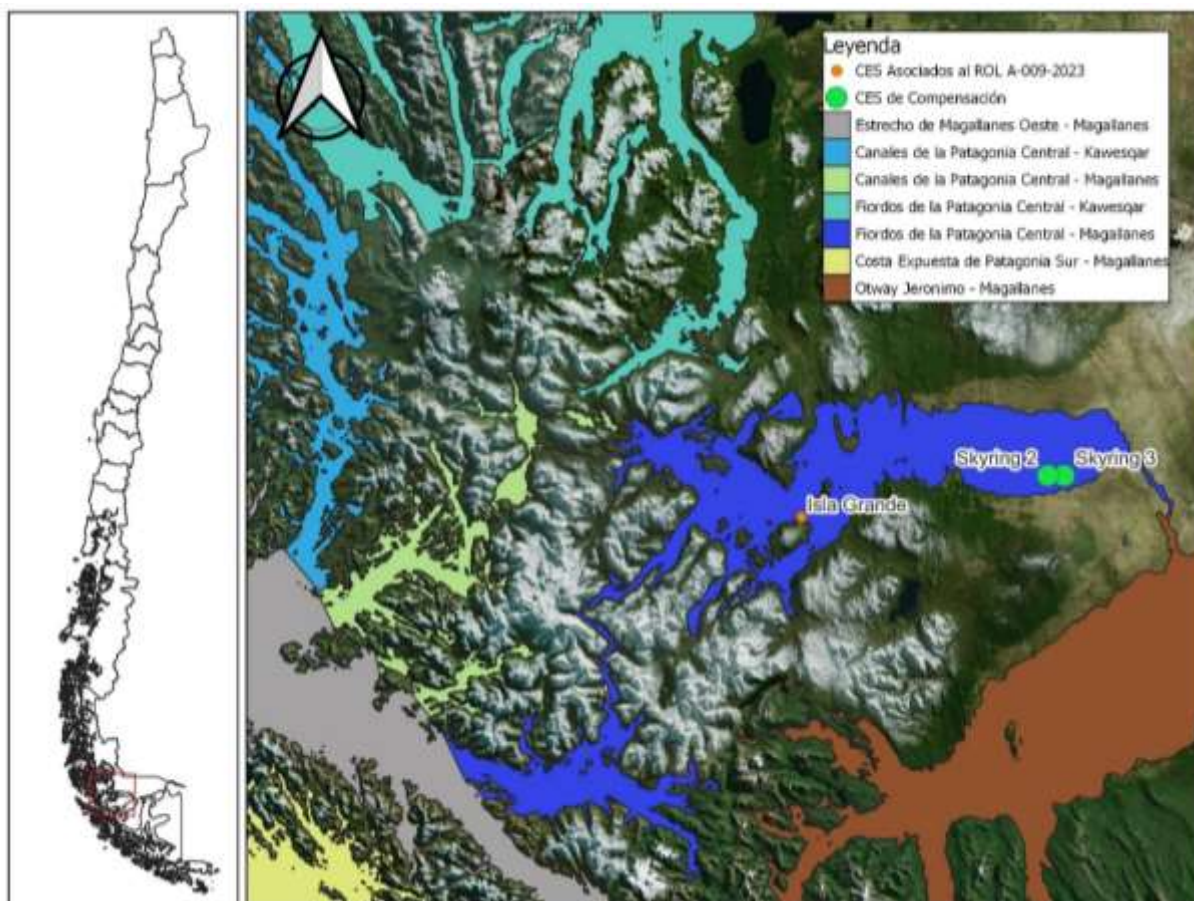 Leyenda
CES Asociados al ROL A-009-2023
CES de Compensación
Estrecho de Magallanes Oeste - Magallanes
Canales de la Patagonia Central - Kawesqar
Canales de la Patagonia Central - Magallanes
Fiordos de la Patagonia Central - Kawesqar
Fiordos de la Patagonia Central - Magallanes
Costa Expuesta de Patagonia Sur - Magallanes
Otway Jeronimo - Magallanes
Skyring 2
Skyring 3
Isla Grande